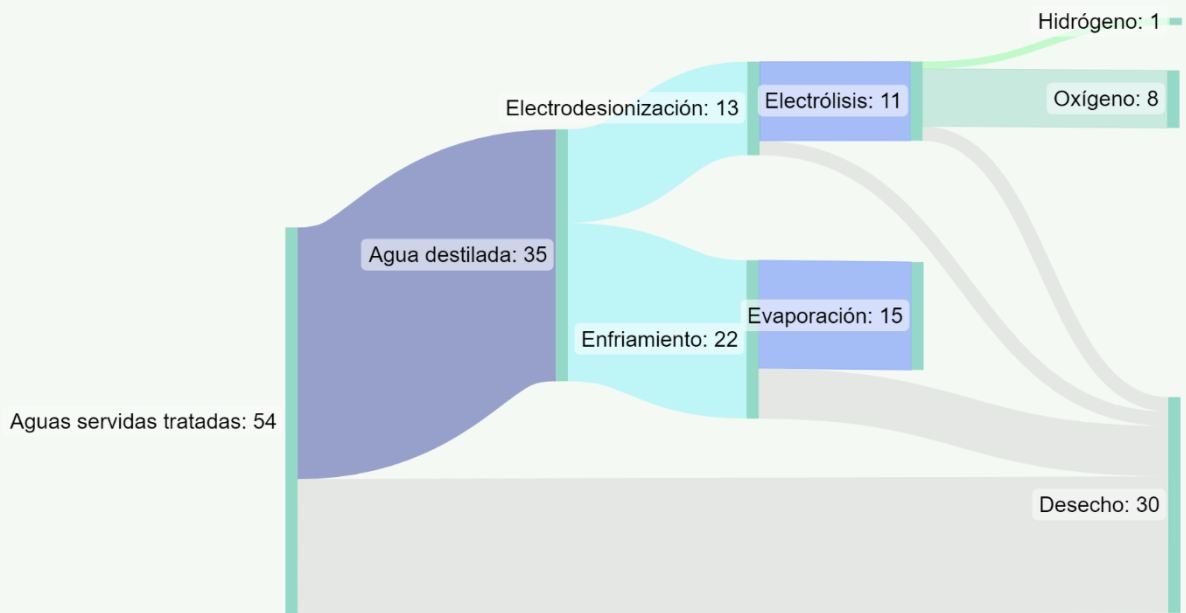 Hidrógeno: 1
Oxígeno: 8
Electrodesionización: 13
Electrólisis: 11
Agua destilada: 35
Evaporación: 15
Enfriamiento: 22
Aguas servidas tratadas: 54
Desecho: 30